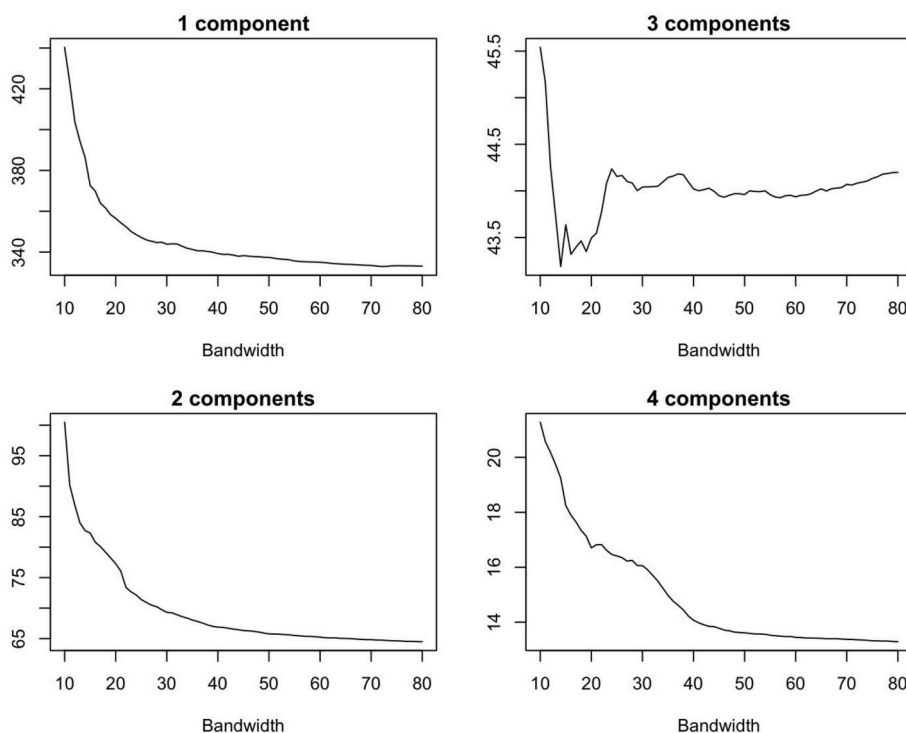 1 component
420
380
340
10 20 30 40 50 60 70 80
Bandwidth
3 components
45.5
44.5
43.5
10 20 30 40 50 60 70 80
Bandwidth
2 components
95
85
75
65
10 20 30 40 50 60 70 80
Bandwidth
4 components
20
18
16
14
10 20 30 40 50 60 70 80
Bandwidth